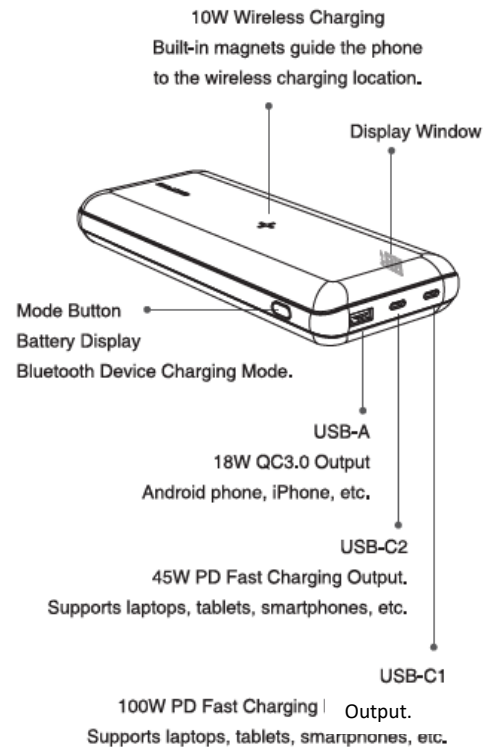 10W Wireless Charging
Built-in magnets guide the phone
to the wireless charging location.
Display Window
Mode Button
Battery Display
Bluetooth Device Charging Mode.
USB-A
18W QC3.0 Output
Android phone, iPhone, etc.
USB-C2
45W PD Fast Charging Output.
Supports laptops, tablets, smartphones, etc.
USB-C1
100W PD Fast Charging Output.
Supports laptops, tablets, smartphones, etc.